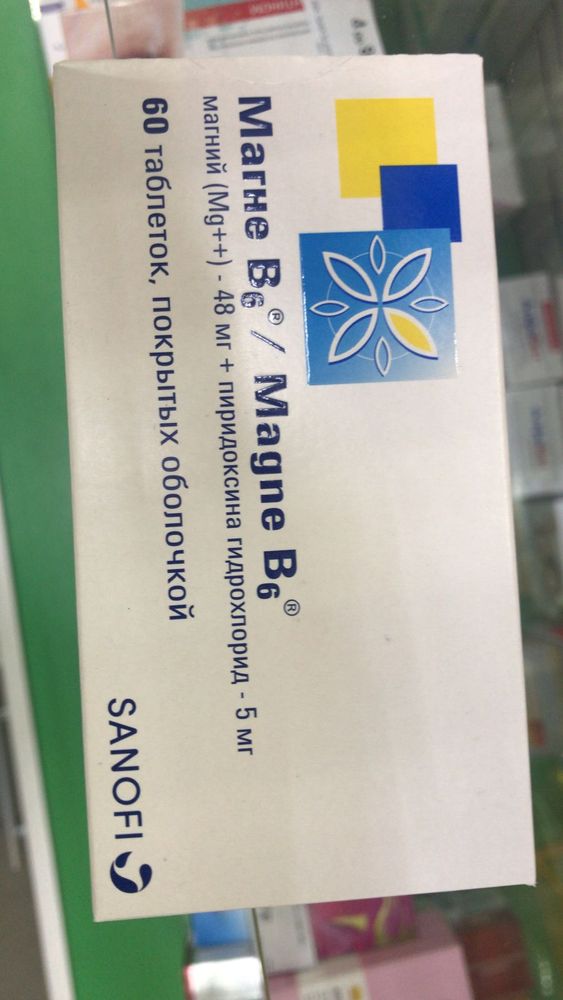 Магне B6® / Magne B6®
магний (Mg++) - 48 мг + пиридоксина гидрохлорид - 5 мг
60 таблеток, покрытых оболочкой
SANOFI